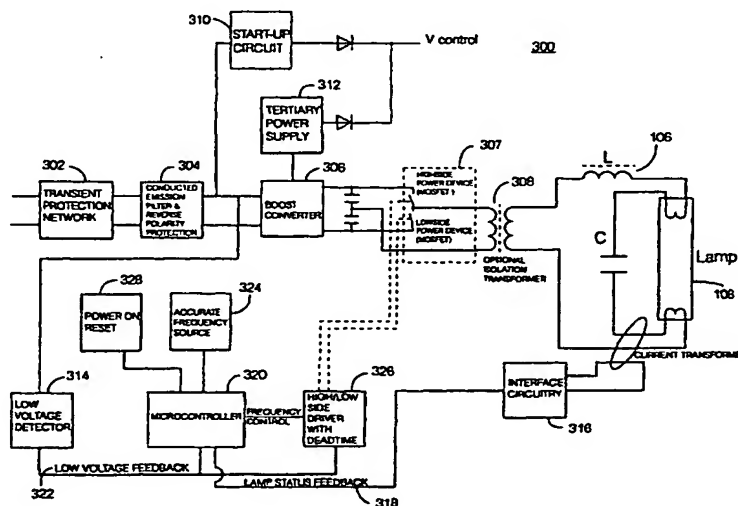 310
START-UP
CIRCUIT
V control
300
312
TERTIARY
POWER
SUPPLY
302
TRANSIENT
PROTECTION
NETWORK
304
CONDUCTED
EMISSION
FILTER &
REVERSE
POLARITY
PROTECTION
306
BOOST
CONVERTER
307
HIGHSIDE
POWER DEVICE
(MOSFET)
LOWSIDE
POWER DEVICE
(MOSFET)
308
OPTIONAL
ISOLATION
TRANSFORMER
L
106
C
Lamp
108
CURRENT TRANSFORME
328
POWER ON
RESET
324
ACCURATE
FREQUENCY
SOURCE
314
LOW
VOLTAGE
DETECTOR
320
MICROCONTROLLER
FREQUENCY
CONTROL
326
HIGH/LOW
SIDE
DRIVER
WITH
DEADTIME
INTERFACE
CIRCUITRY
316
LOW VOLTAGE FEEDBACK
322
LAMP STATUS FEEDBACK
318